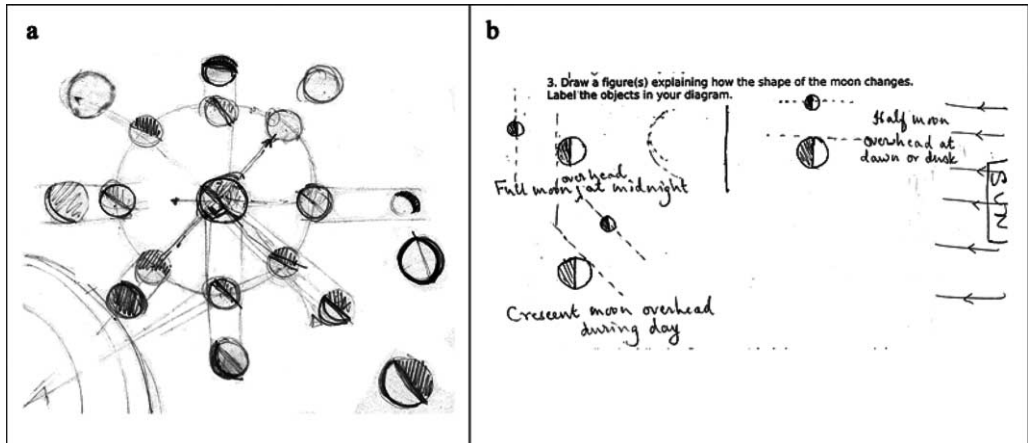 a
b
3. Draw a figure(s) explaining how the shape of the moon changes.
Label the objects in your diagram.
Half moon
overhead at
dawn or dusk
SUN
overhead
Full moon at midnight
Crescent moon overhead
during day